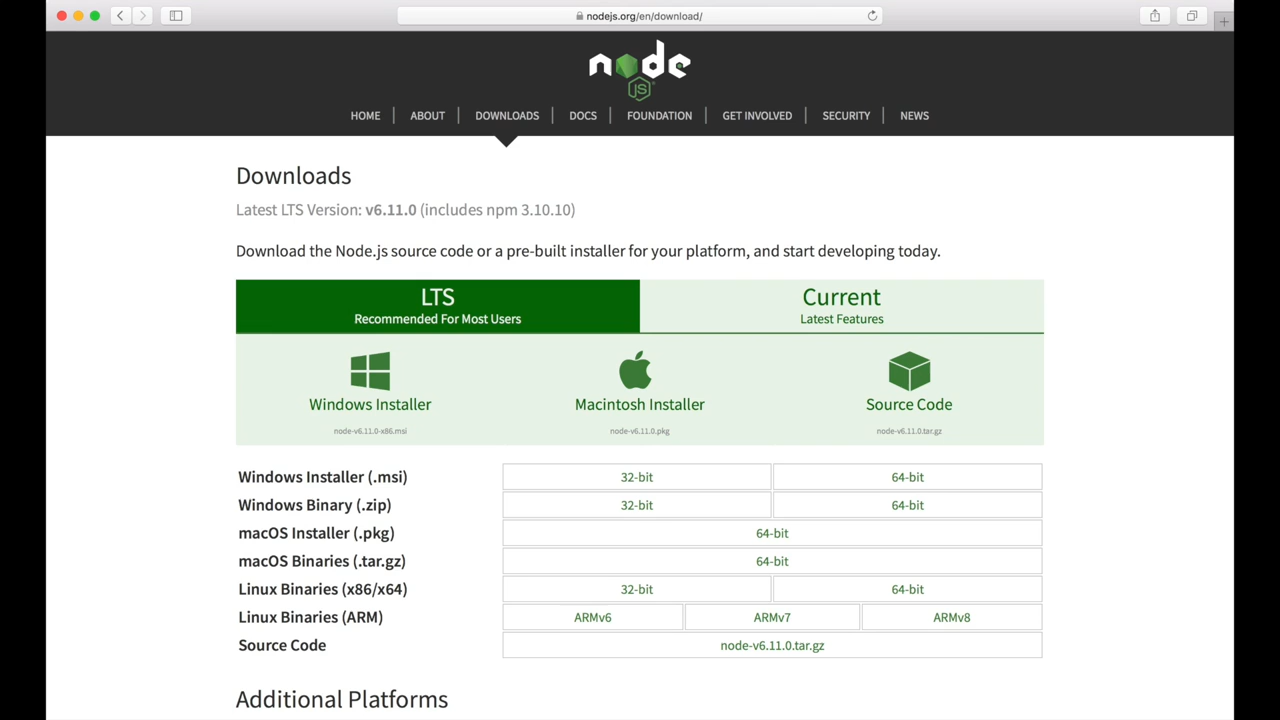 nodejs.org/en/download/
node
JS
HOME | ABOUT | DOWNLOADS | DOCS | FOUNDATION | GET INVOLVED | SECURITY | NEWS
Downloads
Latest LTS Version: v6.11.0 (includes npm 3.10.10)
Download the Node.js source code or a pre-built installer for your platform, and start developing today.
LTS Current
Recommended For Most Users Latest Features
Windows Installer Macintosh Installer Source Code
node-v6.11.0-x86.msi node-v6.11.0.pkg node-v6.11.0.tar.gz
Windows Installer (.msi) 32-bit 64-bit
Windows Binary (.zip) 32-bit 64-bit
macOS Installer (.pkg) 64-bit
macOS Binaries (.tar.gz) 64-bit
Linux Binaries (x86/x64) 32-bit 64-bit
Linux Binaries (ARM) ARMv6 ARMv7 ARMv8
Source Code node-v6.11.0.tar.gz
Additional Platforms